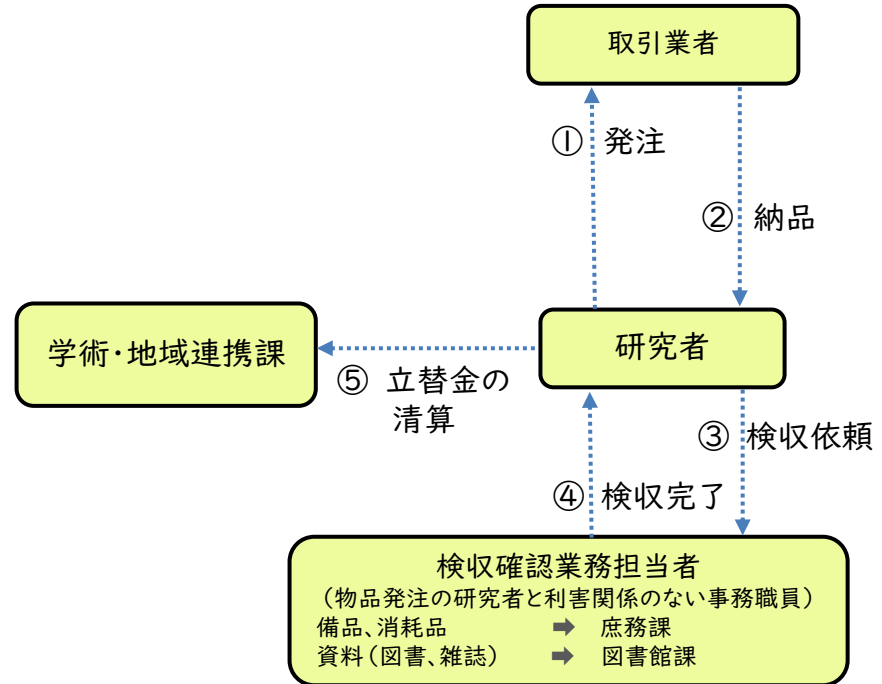 取引業者
① 発注
② 納品
学術・地域連携課
研究者
⑤ 立替金の
清算
③ 検収依頼
④ 検収完了
検収確認業務担当者
（物品発注の研究者と利害関係のない事務職員）
備品、消耗品 ➡ 庶務課
資料（図書、雑誌） ➡ 図書館課